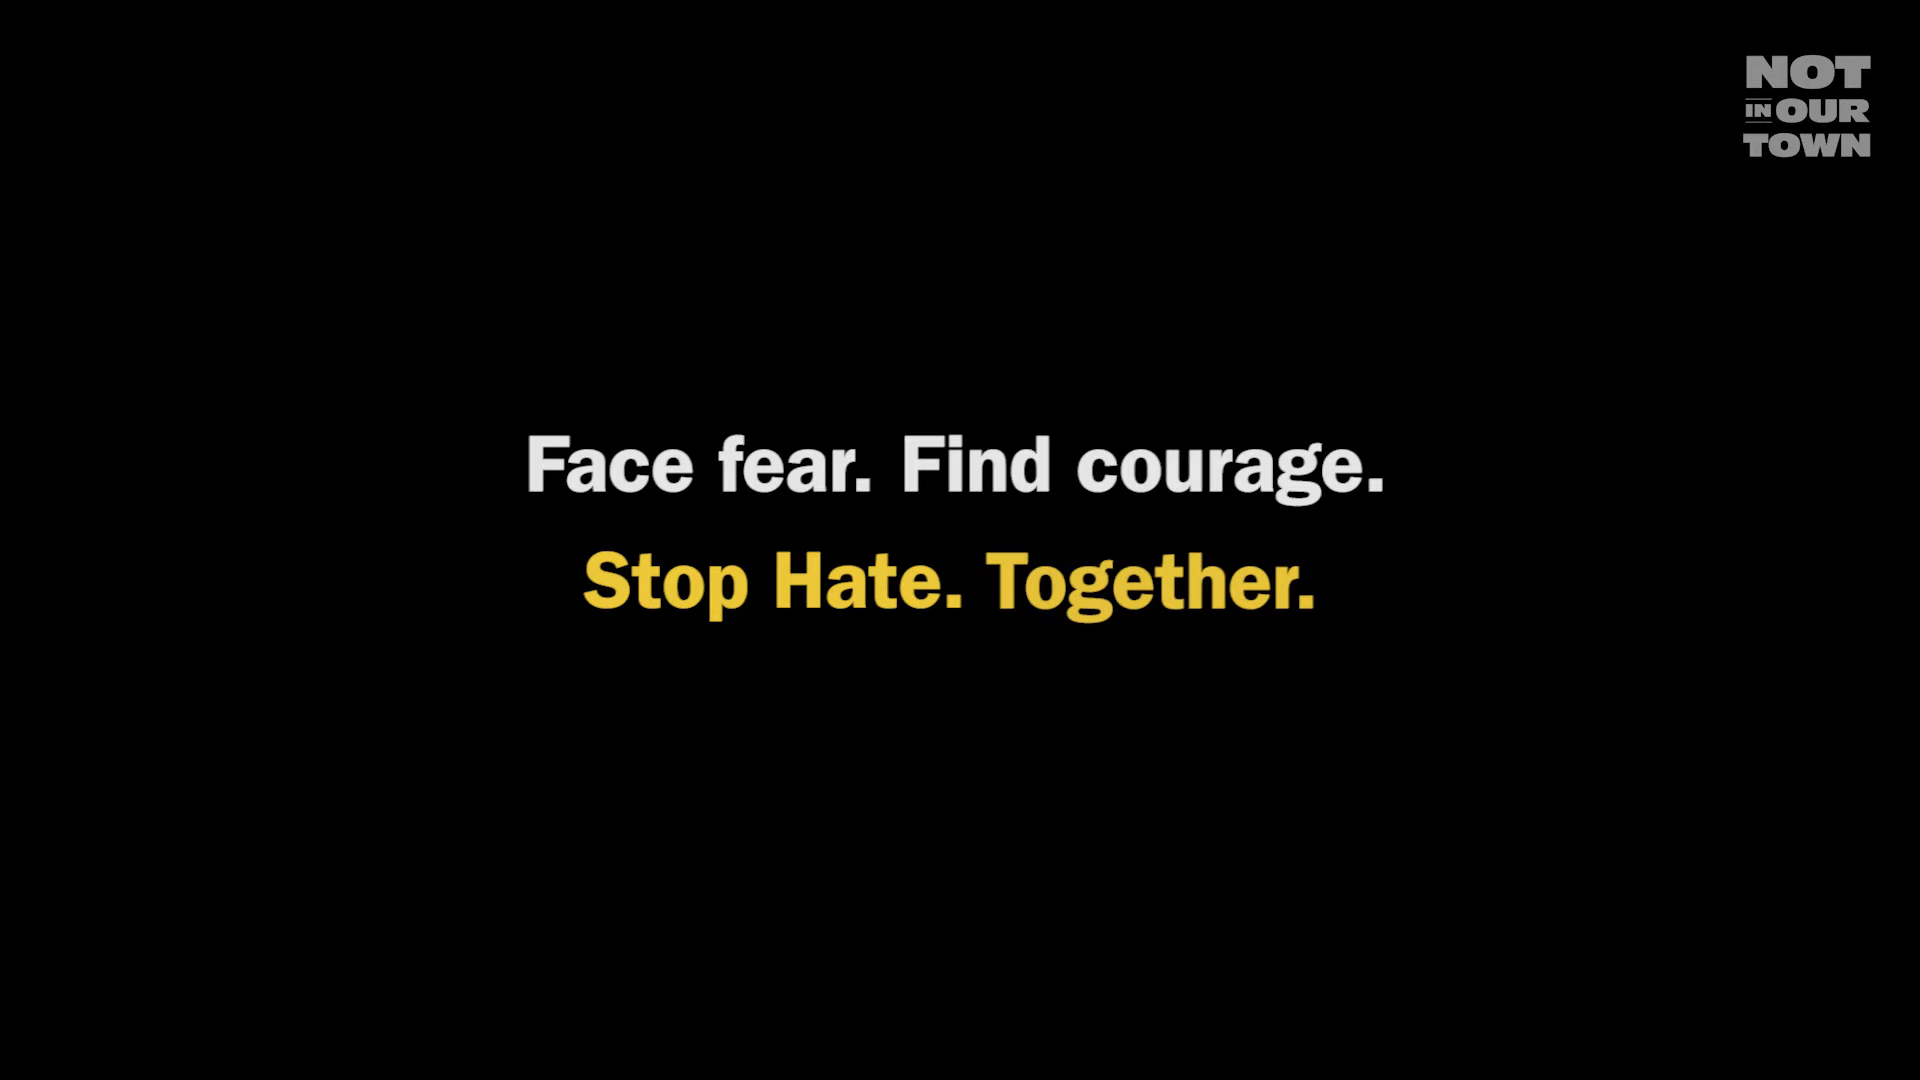 NOT
IN OUR
TOWN
Face fear. Find courage.
Stop Hate. Together.